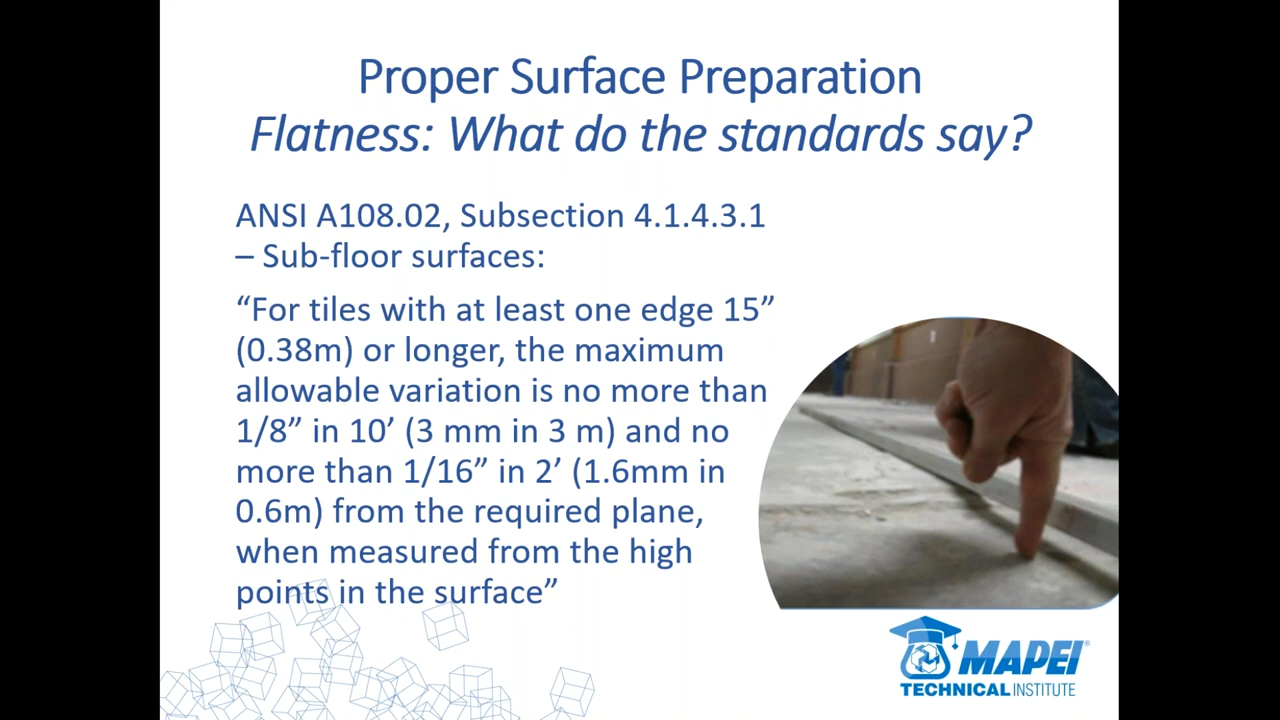 Proper Surface Preparation
Flatness: What do the standards say?
ANSI A108.02, Subsection 4.1.4.3.1
– Sub-floor surfaces:
“For tiles with at least one edge 15”
(0.38m) or longer, the maximum
allowable variation is no more than
1/8” in 10’ (3 mm in 3 m) and no
more than 1/16” in 2’ (1.6mm in
0.6m) from the required plane,
when measured from the high
points in the surface”
MAPEI®
TECHNICAL INSTITUTE